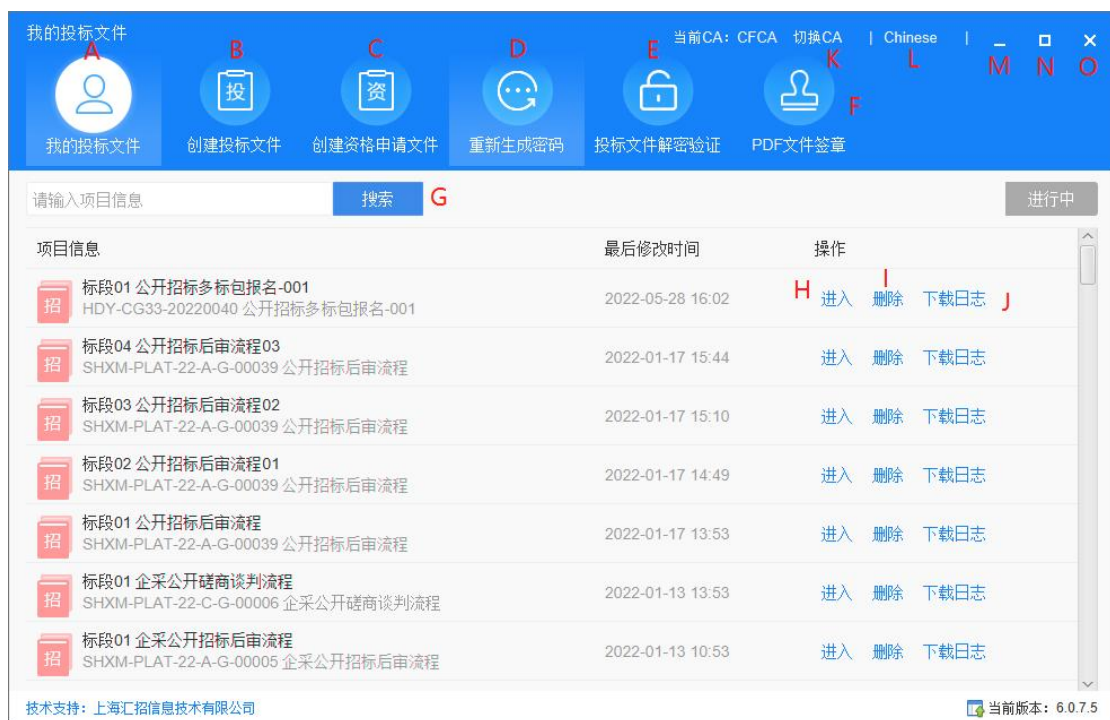 我的投标文件
当前CA：CFCA 切换CA | Chinese |
A B C D E K L M N O
投 资
F
我的投标文件 创建投标文件 创建资格申请文件 重新生成密码 投标文件解密验证 PDF文件签章
请输入项目信息 搜索 G 进行中
项目信息 最后修改时间 操作
招
标段01 公开招标多标包报名-001
HDY-CG33-20220040 公开招标多标包报名-001
2022-05-28 16:02 H 进入 I 删除 下载日志 J
招
标段04 公开招标后审流程03
SHXM-PLAT-22-A-G-00039 公开招标后审流程
2022-01-17 15:44 进入 删除 下载日志
招
标段03 公开招标后审流程02
SHXM-PLAT-22-A-G-00039 公开招标后审流程
2022-01-17 15:10 进入 删除 下载日志
招
标段02 公开招标后审流程01
SHXM-PLAT-22-A-G-00039 公开招标后审流程
2022-01-17 14:49 进入 删除 下载日志
招
标段01 公开招标后审流程
SHXM-PLAT-22-A-G-00039 公开招标后审流程
2022-01-17 13:53 进入 删除 下载日志
招
标段01 企采公开磋商谈判流程
SHXM-PLAT-22-C-G-00006 企采公开磋商谈判流程
2022-01-13 13:53 进入 删除 下载日志
招
标段01 企采公开招标后审流程
SHXM-PLAT-22-A-G-00005 企采公开招标后审流程
2022-01-13 10:53 进入 删除 下载日志
技术支持：上海汇招信息技术有限公司 当前版本：6.0.7.5